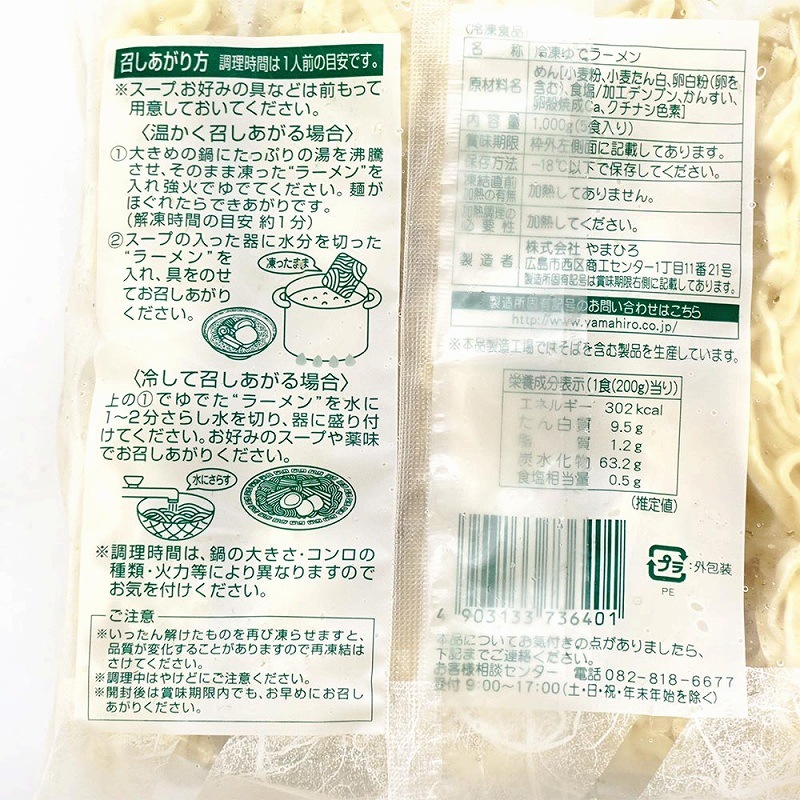 召しあがり方 調理時間は1人前の目安です。
※スープ、お好みの具などは前もって
用意しておいてください。
〈温かく召しあがる場合〉
①大きめの鍋にたっぷりの湯を沸騰
させ、そのまま凍った“ラーメン”を
入れ強火でゆでてください。麺が
ほぐれたらできあがりです。
(解凍時間の目安 約1分)
②スープの入った器に水分を切った
“ラーメン”を
入れ、具をのせ
てお召しあがり
ください。
凍ったまま
〈冷して召しあがる場合〉
上の①でゆでた“ラーメン”を水に
1〜2分さらし水を切り、器に盛り付
けてください。お好みのスープや薬味
でお召しあがりください。
水にさらす
※調理時間は、鍋の大きさ・コンロの
種類・火力等により異なりますので
お気を付けください。
ご注意
※いったん解けたものを再び凍らせますと、
品質が変化することがありますので再凍結は
さけてください。
※調理中はやけどにご注意ください。
※開封後は賞味期限内でも、お早めにお召し
あがりください。
〈冷凍食品〉
名称 冷凍ゆでラーメン
原材料名 めん[小麦粉、小麦たん白、卵白粉(卵を
含む)、食塩/加工デンプン、かんすい、
卵殻焼成Ca、クチナシ色素]
内容量 1,000g(5食入り)
賞味期限 枠外左側面に記載してあります。
保存方法 -18℃以下で保存してください。
凍結直前
加熱の有無 加熱してありません。
加熱調理の
必要性 加熱してください。
製造者 株式会社 やまひろ
広島市西区商工センター1丁目11番21号
製造所固有記号は賞味期限右側に記載してあります。
製造所固有記号のお問い合わせはこちら
http://www.yamahiro.co.jp/
※本品製造工場ではそばを含む製品を生産しています。
栄養成分表示(1食(200g)当り)
エネルギー 302kcal
たん白質 9.5g
脂質 1.2g
炭水化物 63.2g
食塩相当量 0.5g
(推定値)
プラ :外包装
PE
4 903133 736401
本品についてお気付きの点がありましたら、
下記までご連絡ください。
お客様相談センター 電話 082-818-6677
受付 9:00〜17:00(土・日・祝・年末年始を除く)